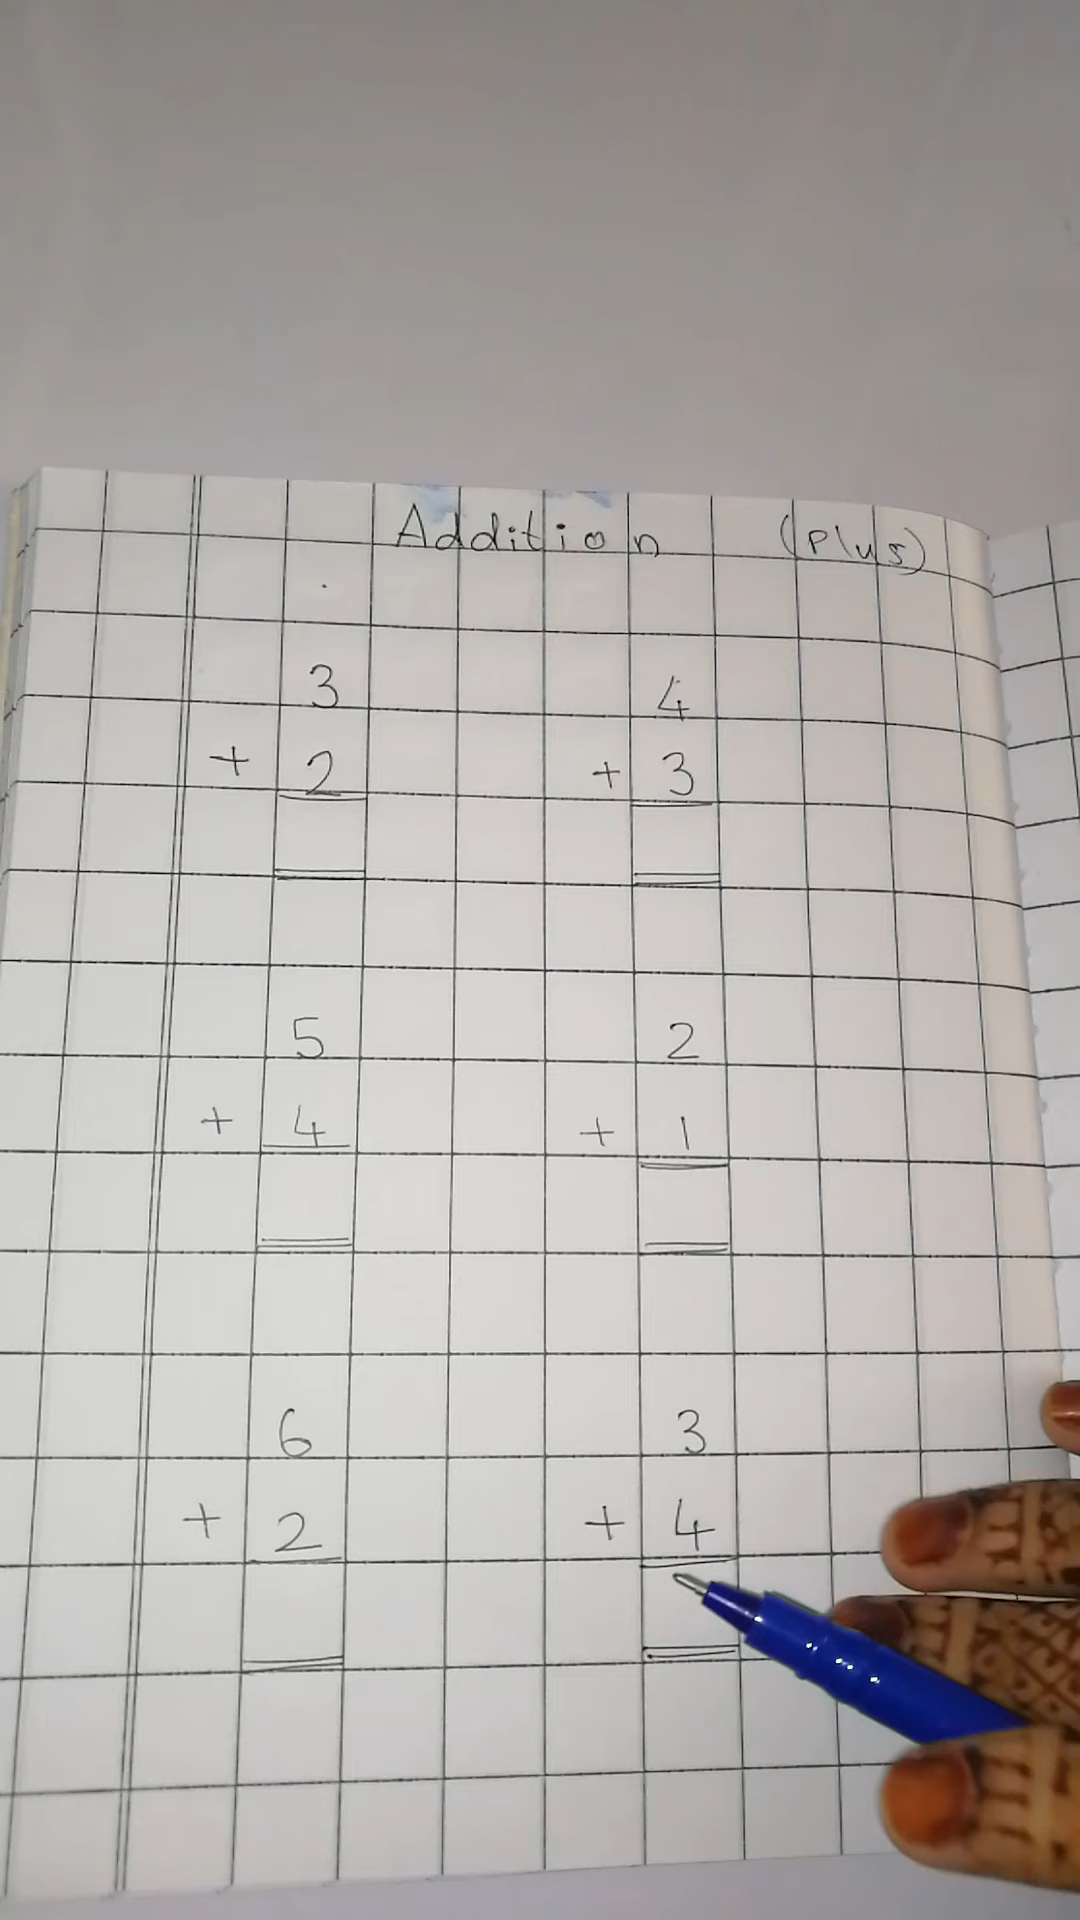 Addition (Plus)
3 4
+ 2 + 3
5 2
+ 4 + 1
6 3
+ 2 + 4